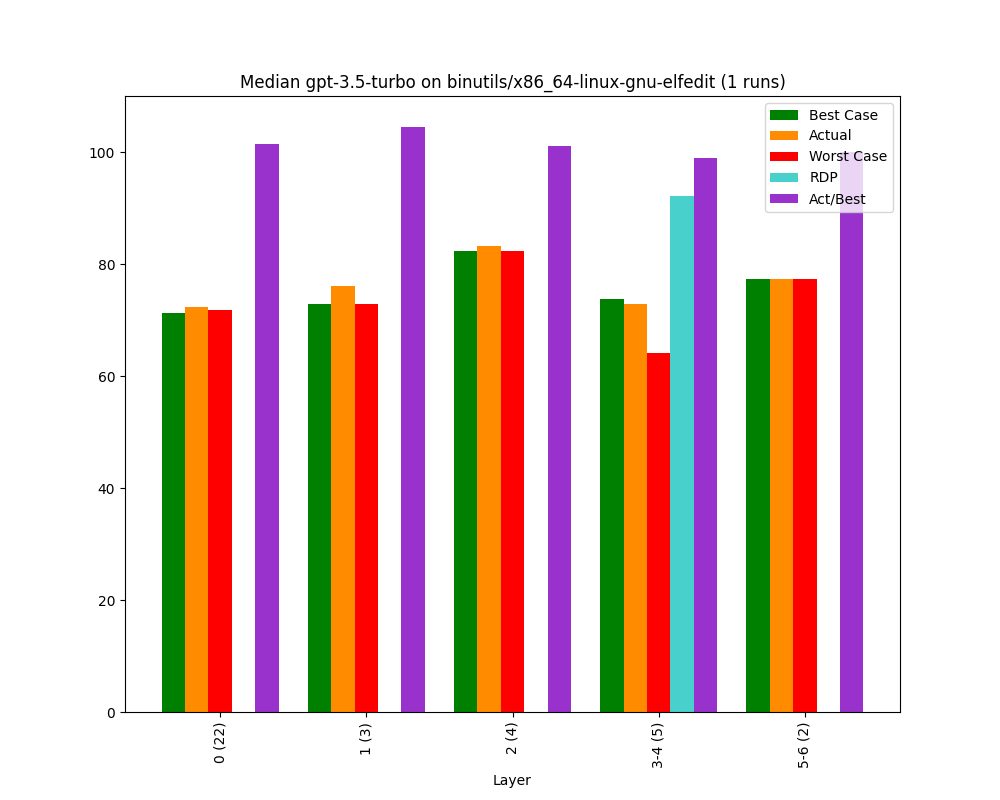 Median gpt-3.5-turbo on binutils/x86_64-linux-gnu-elfedit (1 runs)
Best Case
Actual
Worst Case
RDP
Act/Best
100
80
60
40
20
0
0 (22)
1 (3)
2 (4)
3-4 (5)
5-6 (2)
Layer